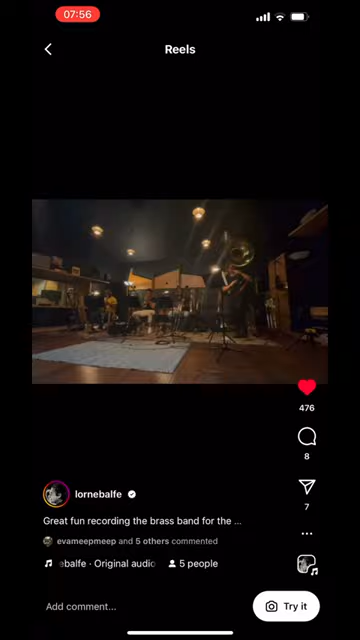 07:56
Reels
476
8
7
lornebalfe
Great fun recording the brass band for the ...
evameepmeep and 5 others commented
ebalfe · Original audio
5 people
Add comment...
Try it